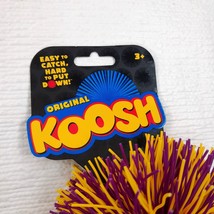 EASY TO
CATCH,
HARD
TO PUT
DOWN!
3+
ORIGINAL
KOOSH